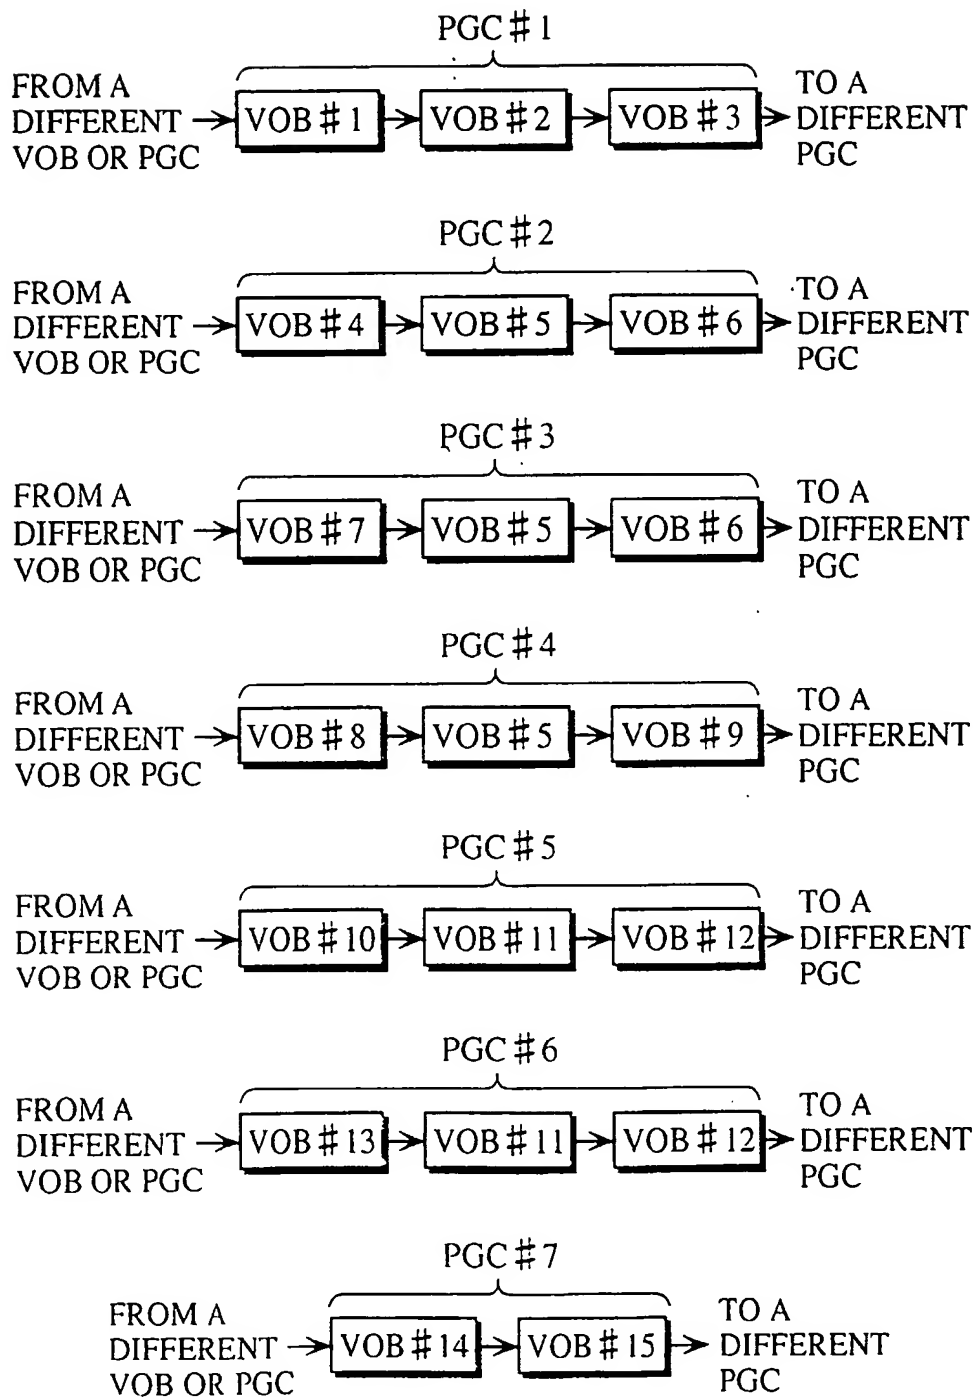 PGC #1
FROM A
DIFFERENT
VOB OR PGC
VOB #1
VOB #2
VOB #3
TO A
DIFFERENT
PGC
PGC #2
FROM A
DIFFERENT
VOB OR PGC
VOB #4
VOB #5
VOB #6
TO A
DIFFERENT
PGC
PGC #3
FROM A
DIFFERENT
VOB OR PGC
VOB #7
VOB #5
VOB #6
TO A
DIFFERENT
PGC
PGC #4
FROM A
DIFFERENT
VOB OR PGC
VOB #8
VOB #5
VOB #9
TO A
DIFFERENT
PGC
PGC #5
FROM A
DIFFERENT
VOB OR PGC
VOB #10
VOB #11
VOB #12
TO A
DIFFERENT
PGC
PGC #6
FROM A
DIFFERENT
VOB OR PGC
VOB #13
VOB #11
VOB #12
TO A
DIFFERENT
PGC
PGC #7
FROM A
DIFFERENT
VOB OR PGC
VOB #14
VOB #15
TO A
DIFFERENT
PGC